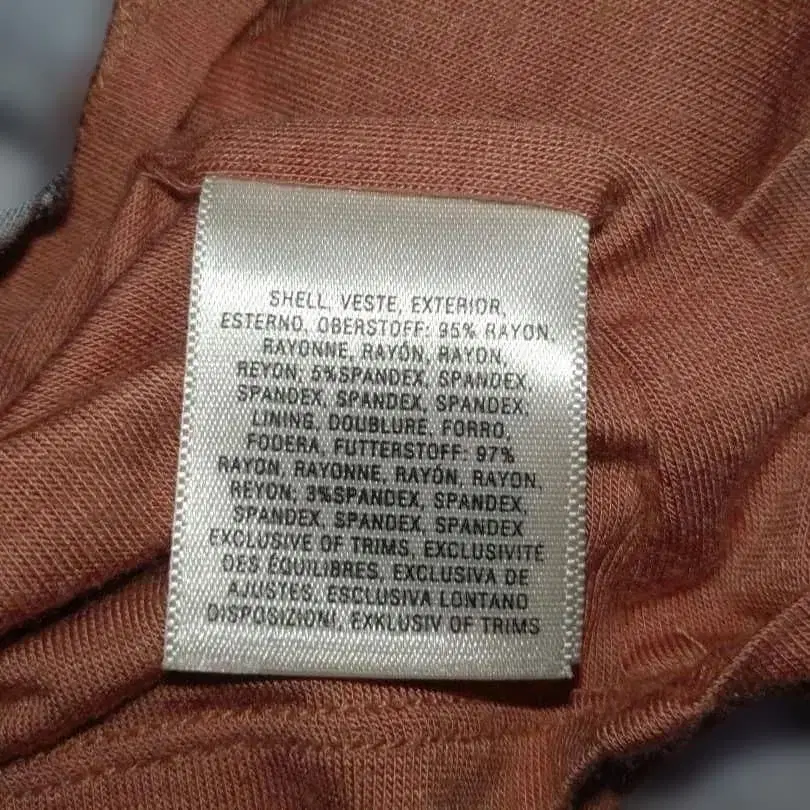 SHELL, VESTE, EXTERIOR,
ESTERNO, OBERSTOFF: 95% RAYON,
RAYONNE, RAYÓN, RAYON,
REYON; 5%SPANDEX, SPANDEX,
SPANDEX, SPANDEX, SPANDEX;
LINING, DOUBLURE, FORRO,
FODERA, FUTTERSTOFF: 97%
RAYON, RAYONNE, RAYÓN, RAYON,
REYON; 3%SPANDEX, SPANDEX,
SPANDEX, SPANDEX, SPANDEX
EXCLUSIVE OF TRIMS, EXCLUSIVITÉ
DES ÉQUILIBRES, EXCLUSIVA DE
AJUSTES, ESCLUSIVA LONTANO
DISPOSIZIONI, EXKLUSIV OF TRIMS